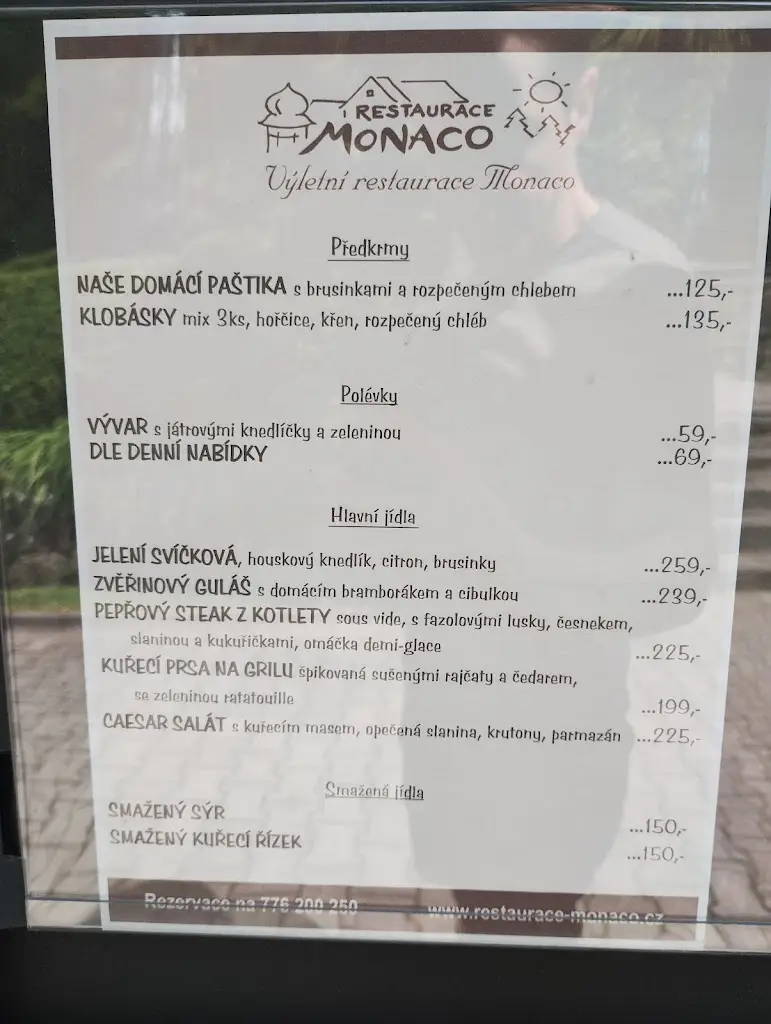 RESTAURACE
MONACO
Výletní restaurace Monaco
Předkrmy
NAŠE DOMÁCÍ PAŠTIKA s brusinkami a rozpečeným chlebem ...125,-
KLOBÁSKY mix 3ks, hořčice, křen, rozpečený chléb ...135,-
Polévky
VÝVAR s játrovými knedlíčky a zeleninou ...59,-
DLE DENNÍ NABÍDKY ...69,-
Hlavní jídla
JELENÍ SVÍČKOVÁ, houskový knedlík, citron, brusinky ...259,-
ZVĚŘINOVÝ GULÁŠ s domácím bramborákem a cibulkou ...239,-
PEPŘOVÝ STEAK Z KOTLETY sous vide, s fazolovými lusky, česnekem,
slaninou a kukuřičkami, omáčka demi-glace ...225,-
KUŘECÍ PRSA NA GRILU špikovaná sušenými rajčaty a čedarem,
se zeleninou ratatouille ...199,-
CAESAR SALÁT s kuřecím masem, opečená slanina, krutony, parmazán ...225,-
Smažená jídla
SMAŽENÝ SÝR ...150,-
SMAŽENÝ KUŘECÍ ŘÍZEK ...150,-
Rezervace na 776 200 250 www.restaurace-monaco.cz